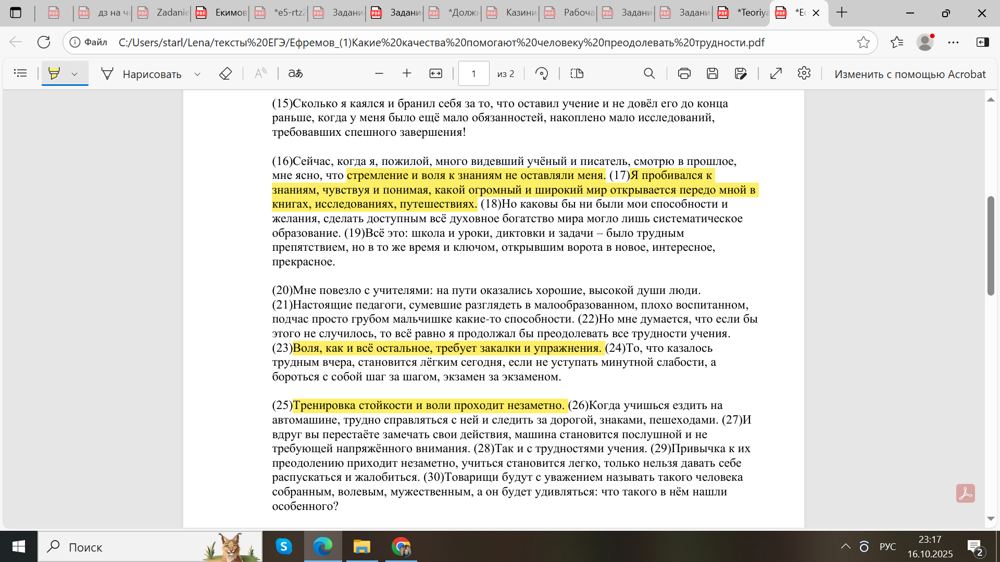 дз на че
Zadanie
Екимов
*e5-rtz2
Задани
Задани
*Должн
Казини
Рабоча
Задани
Задани
*Teoriya
*Ec
Файл C:/Users/starl/Lena/тексты%20ЕГЭ/Ефремов_(1)Какие%20качества%20помогают%20человеку%20преодолевать%20трудности.pdf
Нарисовать
1 из 2
Изменить с помощью Acrobat
(15)Сколько я каялся и бранил себя за то, что оставил учение и не довёл его до конца
раньше, когда у меня было ещё мало обязанностей, накоплено мало исследований,
требовавших спешного завершения!
(16)Сейчас, когда я, пожилой, много видевший учёный и писатель, смотрю в прошлое,
мне ясно, что стремление и воля к знаниям не оставляли меня. (17)Я пробивался к
знаниям, чувствуя и понимая, какой огромный и широкий мир открывается передо мной в
книгах, исследованиях, путешествиях. (18)Но каковы бы ни были мои способности и
желания, сделать доступным всё духовное богатство мира могло лишь систематическое
образование. (19)Всё это: школа и уроки, диктовки и задачи – было трудным
препятствием, но в то же время и ключом, открывшим ворота в новое, интересное,
прекрасное.
(20)Мне повезло с учителями: на пути оказались хорошие, высокой души люди.
(21)Настоящие педагоги, сумевшие разглядеть в малообразованном, плохо воспитанном,
подчас просто грубом мальчишке какие-то способности. (22)Но мне думается, что если бы
этого не случилось, то всё равно я продолжал бы преодолевать все трудности учения.
(23)Воля, как и всё остальное, требует закалки и упражнения. (24)То, что казалось
трудным вчера, становится лёгким сегодня, если не уступать минутной слабости, а
бороться с собой шаг за шагом, экзамен за экзаменом.
(25)Тренировка стойкости и воли проходит незаметно. (26)Когда учишься ездить на
автомашине, трудно справляться с ней и следить за дорогой, знаками, пешеходами. (27)И
вдруг вы перестаёте замечать свои действия, машина становится послушной и не
требующей напряжённого внимания. (28)Так и с трудностями учения. (29)Привычка к их
преодолению приходит незаметно, учиться становится легко, только нельзя давать себе
распускаться и жалобиться. (30)Товарищи будут с уважением называть такого человека
собранным, волевым, мужественным, а он будет удивляться: что такого в нём нашли
особенного?
Поиск
РУС
23:17
16.10.2025
2